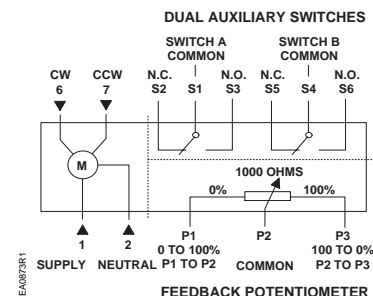 DUAL AUXILIARY SWITCHES
SWITCH A COMMON
SWITCH B COMMON
CW 6
CCW 7
N.C. S2
S1
N.O. S3
N.C. S5
S4
N.O. S6
M
1000 OHMS
0%
100%
1
2
SUPPLY
NEUTRAL
P1
0 TO 100%
P1 TO P2
P2
COMMON
P3
100 TO 0%
P2 TO P3
FEEDBACK POTENTIOMETER
EA0873R1